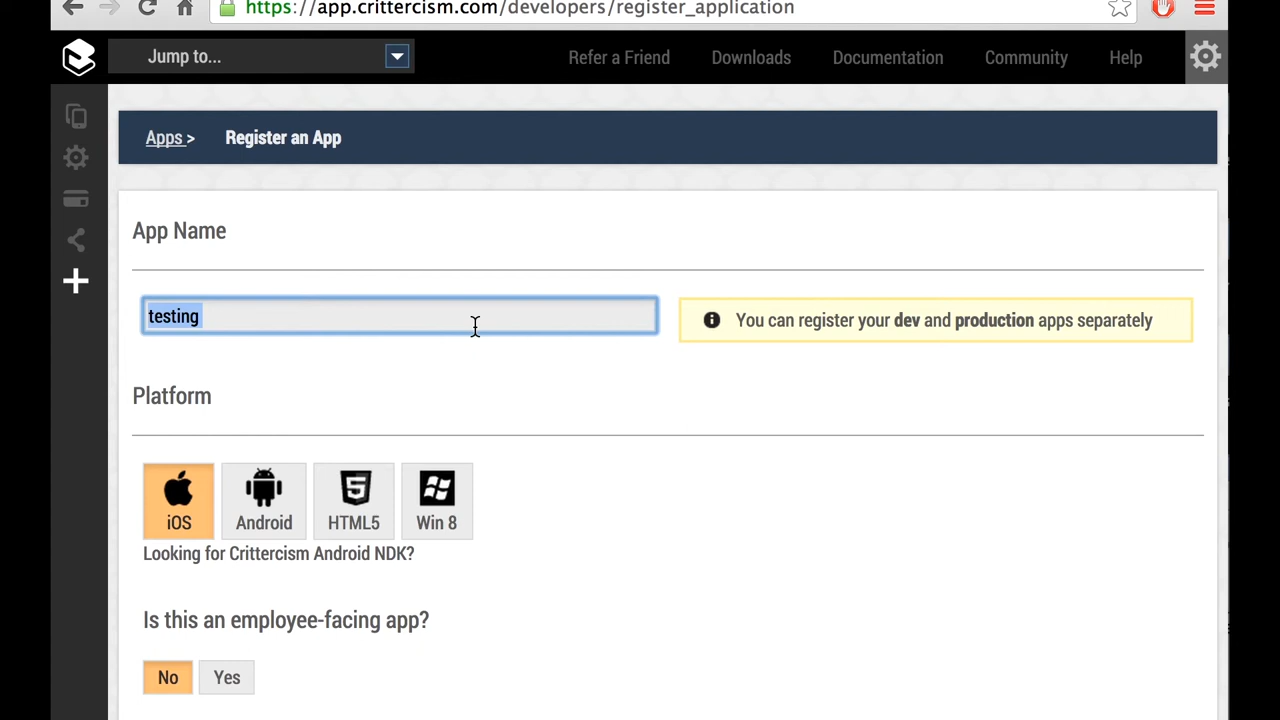 https://app.crittercism.com/developers/register_application
Jump to...
Refer a Friend
Downloads
Documentation
Community
Help
Apps >
Register an App
App Name
testing
You can register your dev and production apps separately
Platform
iOS
Android
HTML5
Win 8
Looking for Crittercism Android NDK?
Is this an employee-facing app?
No
Yes